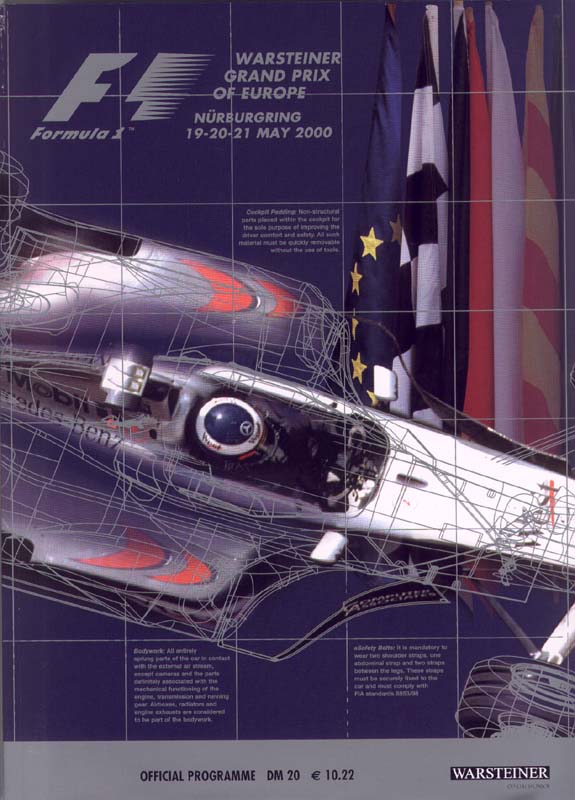 F1
Formula 1™
WARSTEINER
GRAND PRIX
OF EUROPE
NÜRBURGRING
19-20-21 MAY 2000
Cockpit Padding: Non-structural
parts placed within the cockpit for
the sole purpose of improving the
driver comfort and safety. All such
material must be quickly removable
without the use of tools.
Mobil
-Benz
COMPUTER
ASSOCIATES
Bodywork: All entirely
sprung parts of the car in contact
with the external air stream,
except cameras and the parts
definitely associated with the
mechanical functioning of the
engine, transmission and running
gear. Airboxes, radiators and
engine exhausts are considered
to be part of the bodywork.
Safety Belts: It is mandatory to
wear two shoulder straps, one
abdominal strap and two straps
between the legs. These straps
must be securely fixed to the
car and must comply with
FIA standards 8853/98
OFFICIAL PROGRAMME DM 20 € 10.22
WARSTEINER